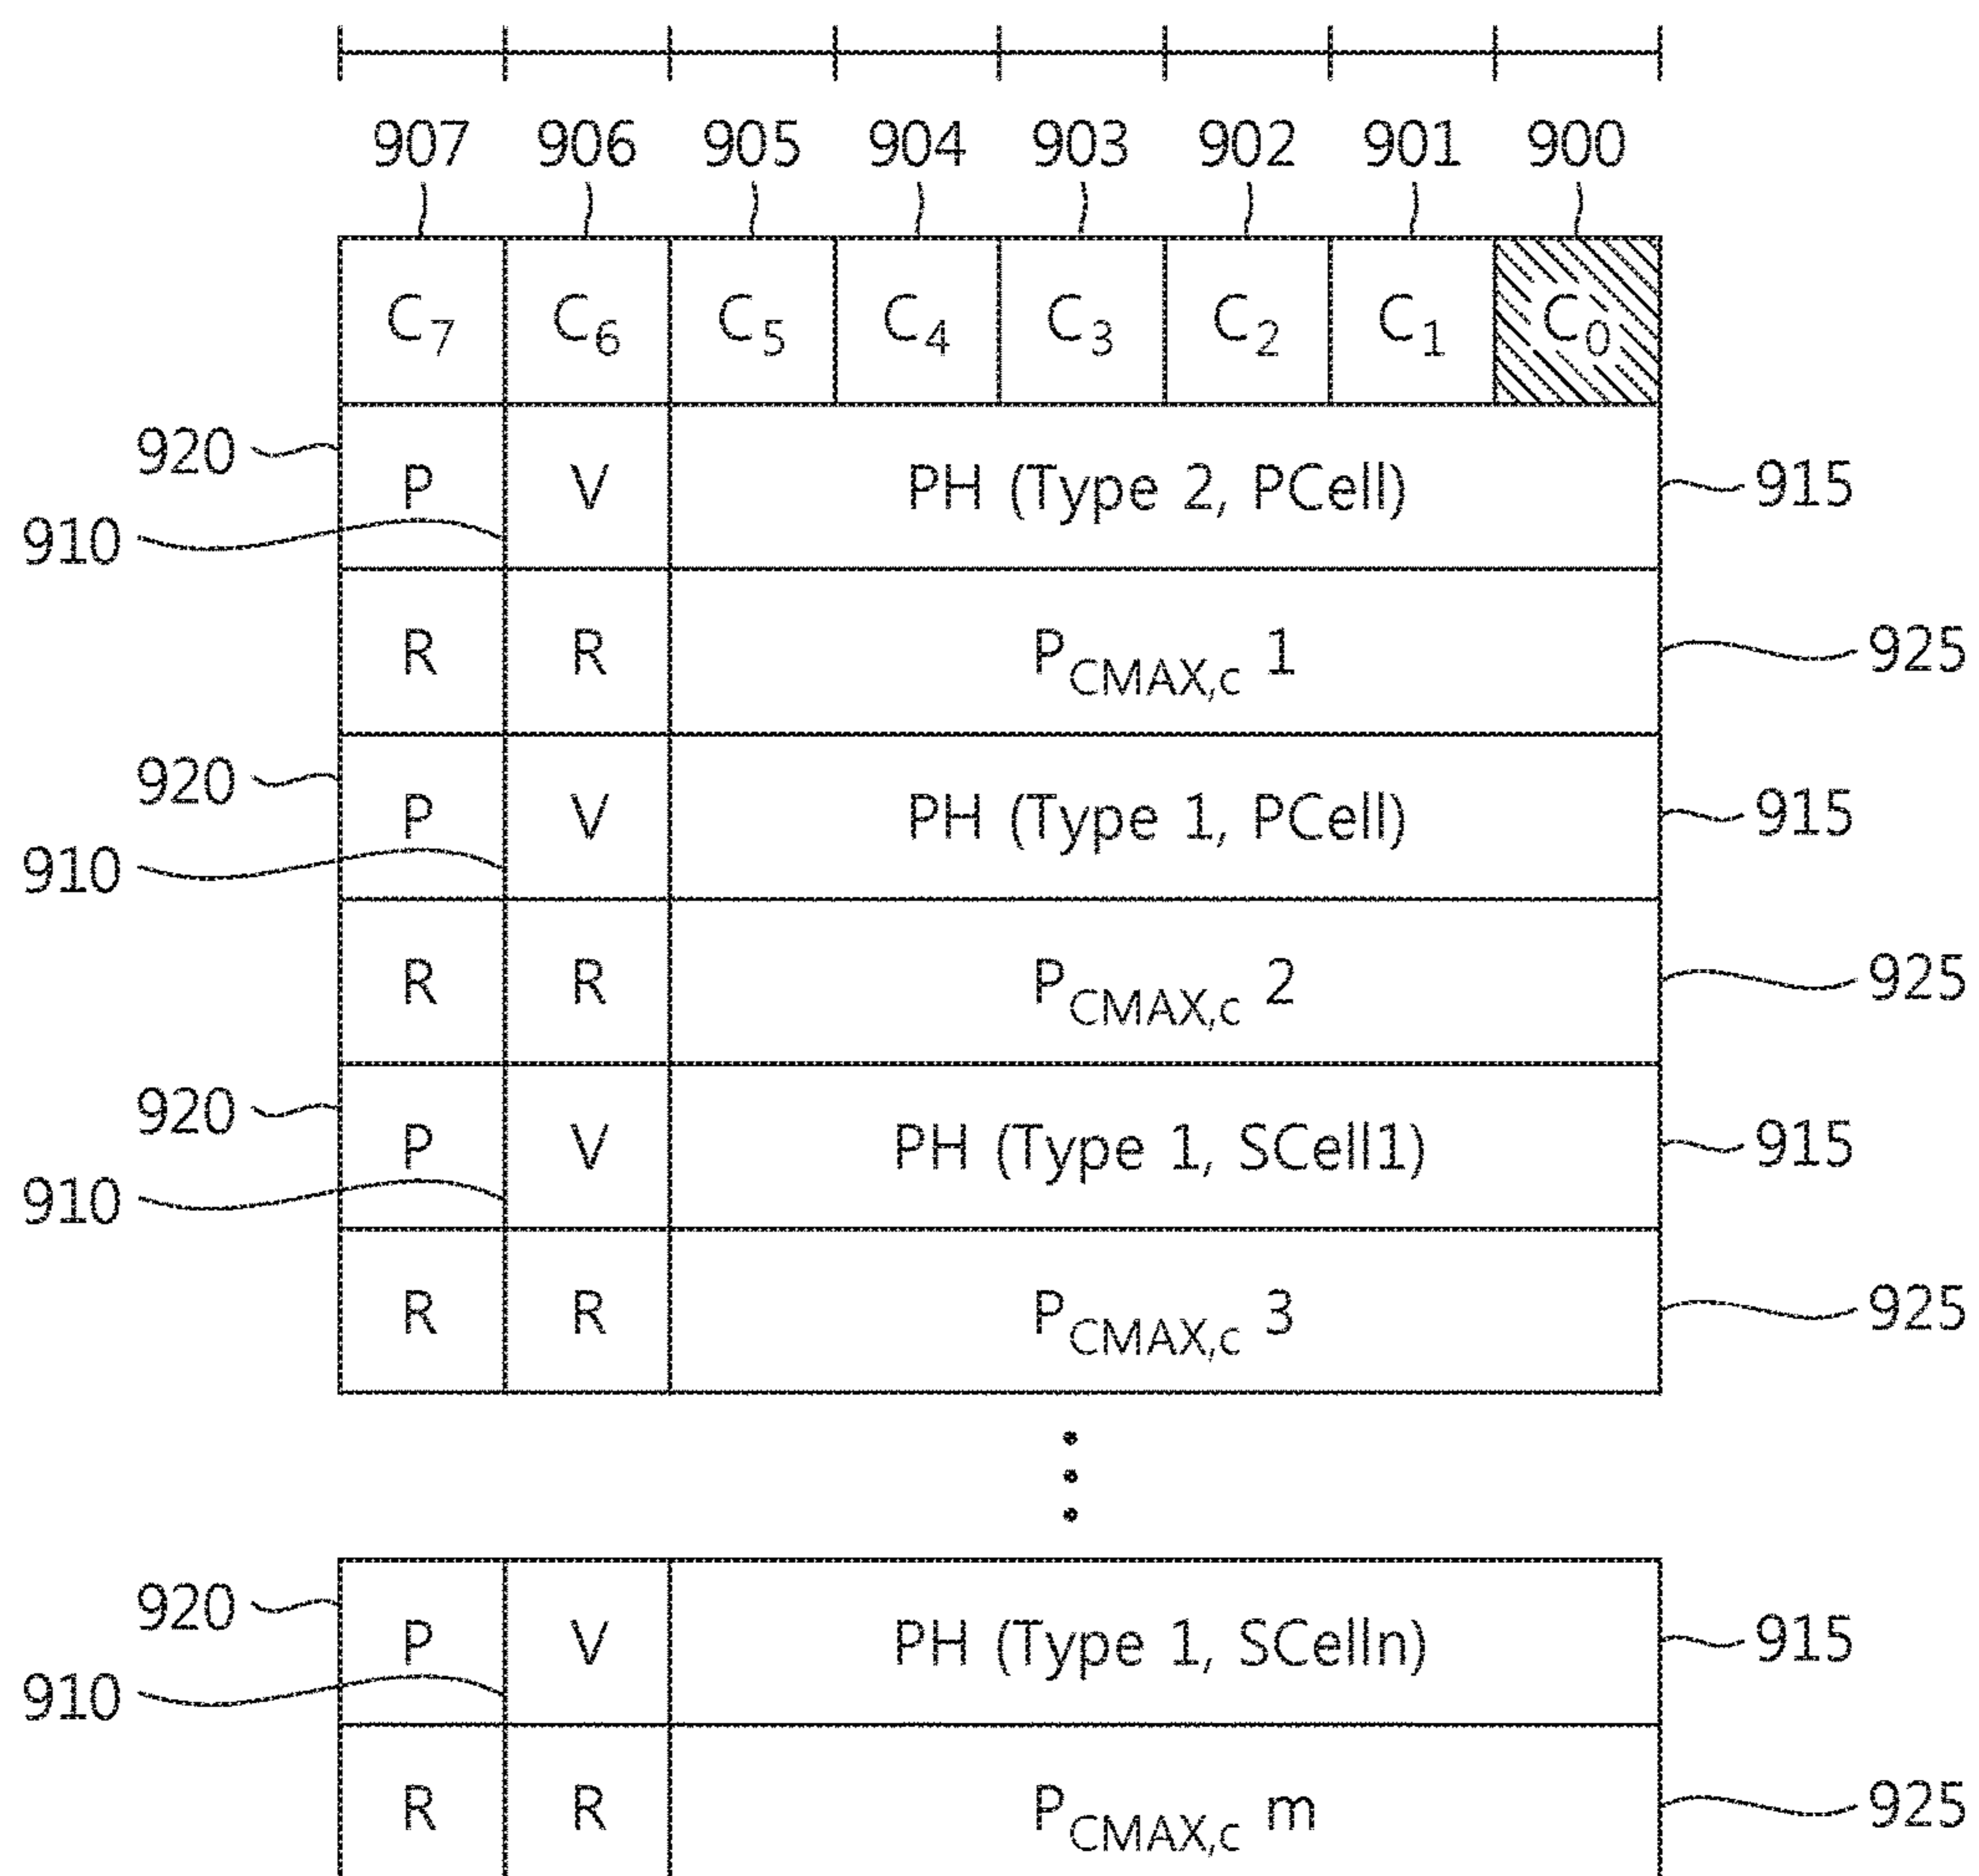 907 906 905 904 903 902 901 900
C7 C6 C5 C4 C3 C2 C1 C0
920 P V PH (Type 2, PCell) 915
910
R R PCMAX,c 1 925
920 P V PH (Type 1, PCell) 915
910
R R PCMAX,c 2 925
920 P V PH (Type 1, SCell1) 915
910
R R PCMAX,c 3 925
920 P V PH (Type 1, SCelln) 915
910
R R PCMAX,c m 925